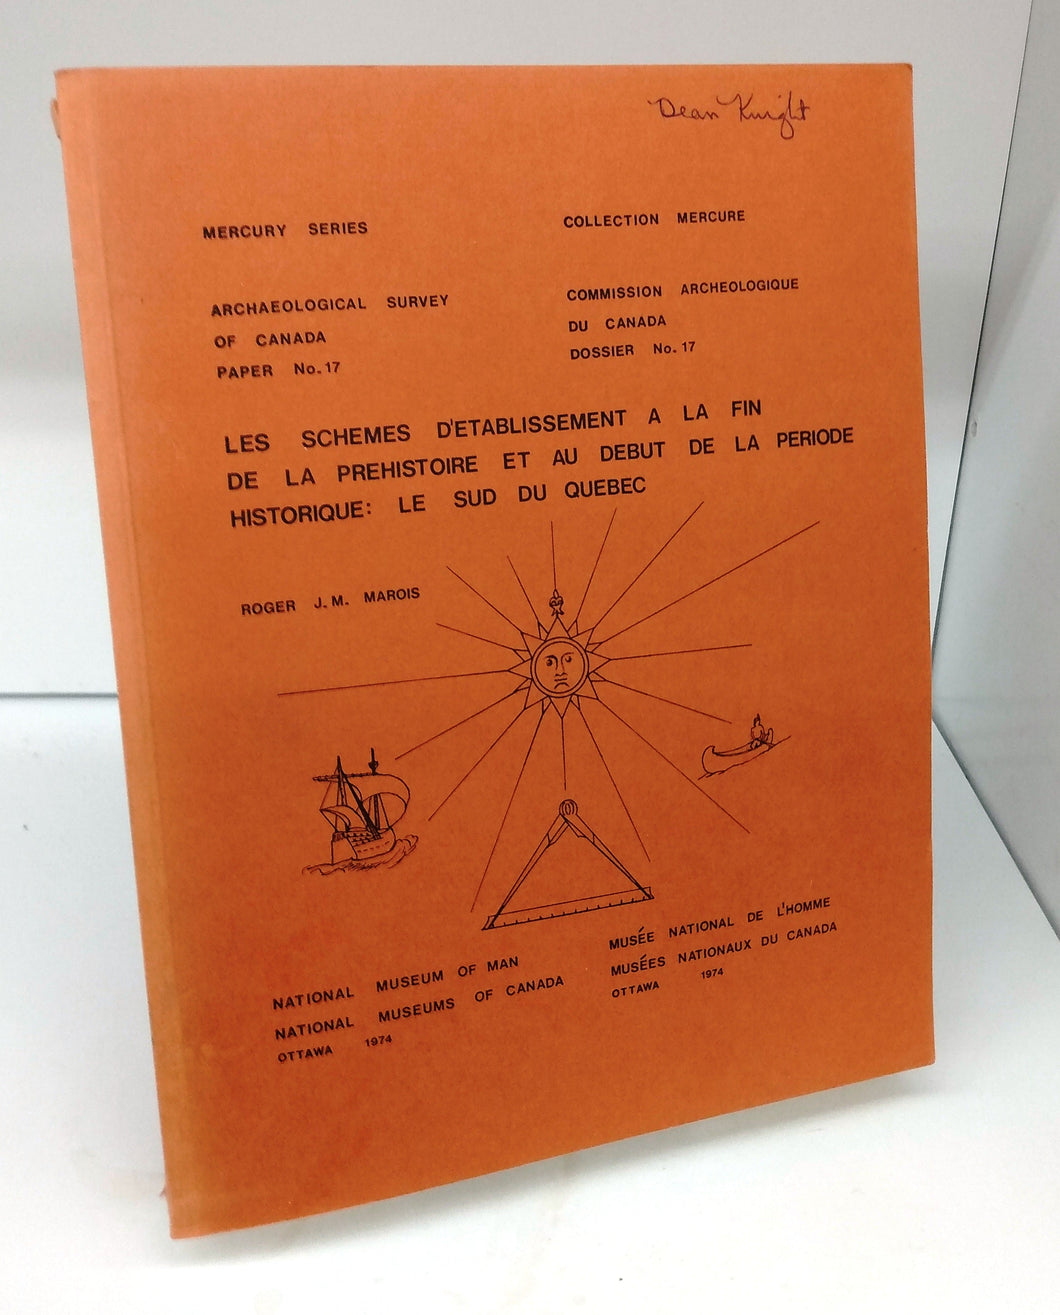 Dean Knight
MERCURY SERIES
COLLECTION MERCURE
ARCHAEOLOGICAL SURVEY
OF CANADA
PAPER No. 17
COMMISSION ARCHEOLOGIQUE
DU CANADA
DOSSIER No. 17
LES SCHEMES D'ETABLISSEMENT A LA FIN
DE LA PREHISTOIRE ET AU DEBUT DE LA PERIODE
HISTORIQUE: LE SUD DU QUEBEC
ROGER J. M. MAROIS
NATIONAL MUSEUM OF MAN
NATIONAL MUSEUMS OF CANADA
OTTAWA 1974
MUSÉE NATIONAL DE L'HOMME
MUSÉES NATIONAUX DU CANADA
OTTAWA 1974